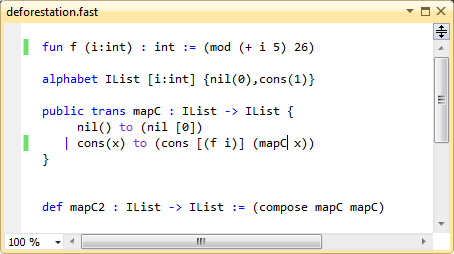 deforestation.fast
fun f (i:int) : int := (mod (+ i 5) 26)
alphabet IList [i:int] {nil(0),cons(1)}
public trans mapC : IList -> IList {
nil() to (nil [0])
| cons(x) to (cons [(f i)] (mapC x))
}
def mapC2 : IList -> IList := (compose mapC mapC)
100 %